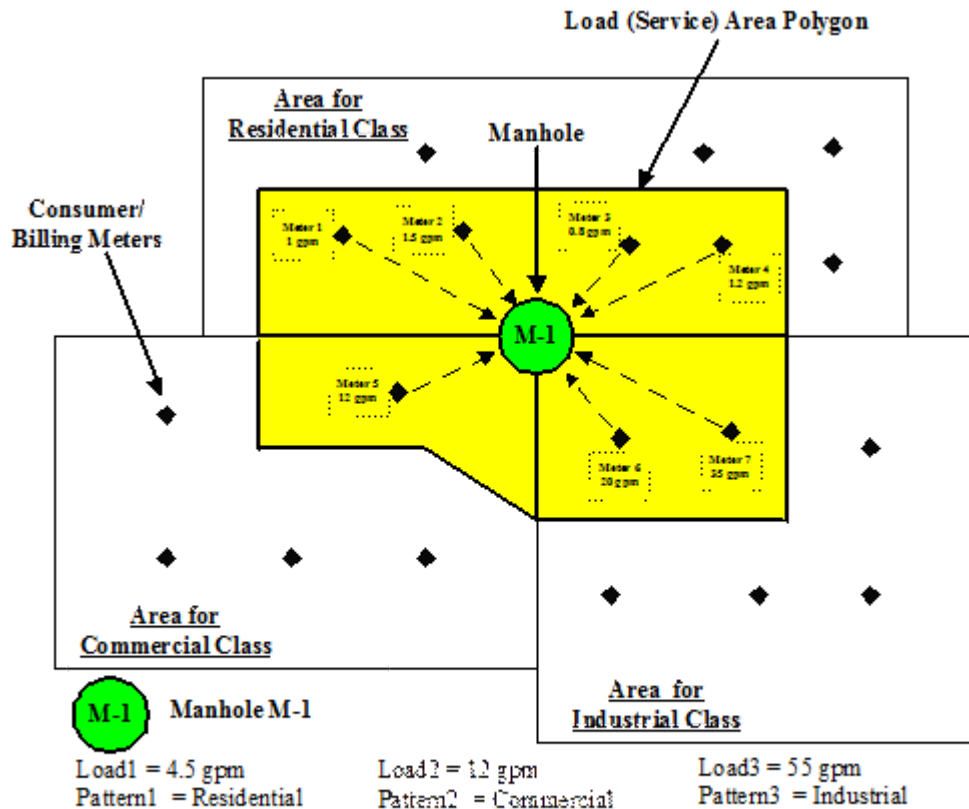 Load (Service) Area Polygon
Area for
Residential Class
Manhole
Consumer/
Billing Meters
Meter 1
1 gpm
Meter 2
1.5 gpm
Meter 3
0.8 gpm
Meter 4
1.2 gpm
M-1
Meter 5
12 gpm
Meter 6
20 gpm
Meter 7
35 gpm
Area for
Commercial Class
Area for
Industrial Class
M-1
Manhole M-1
Load1 = 4.5 gpm
Pattern1 = Residential
Load2 = 12 gpm
Pattern2 = Commercial
Load3 = 55 gpm
Pattern3 = Industrial